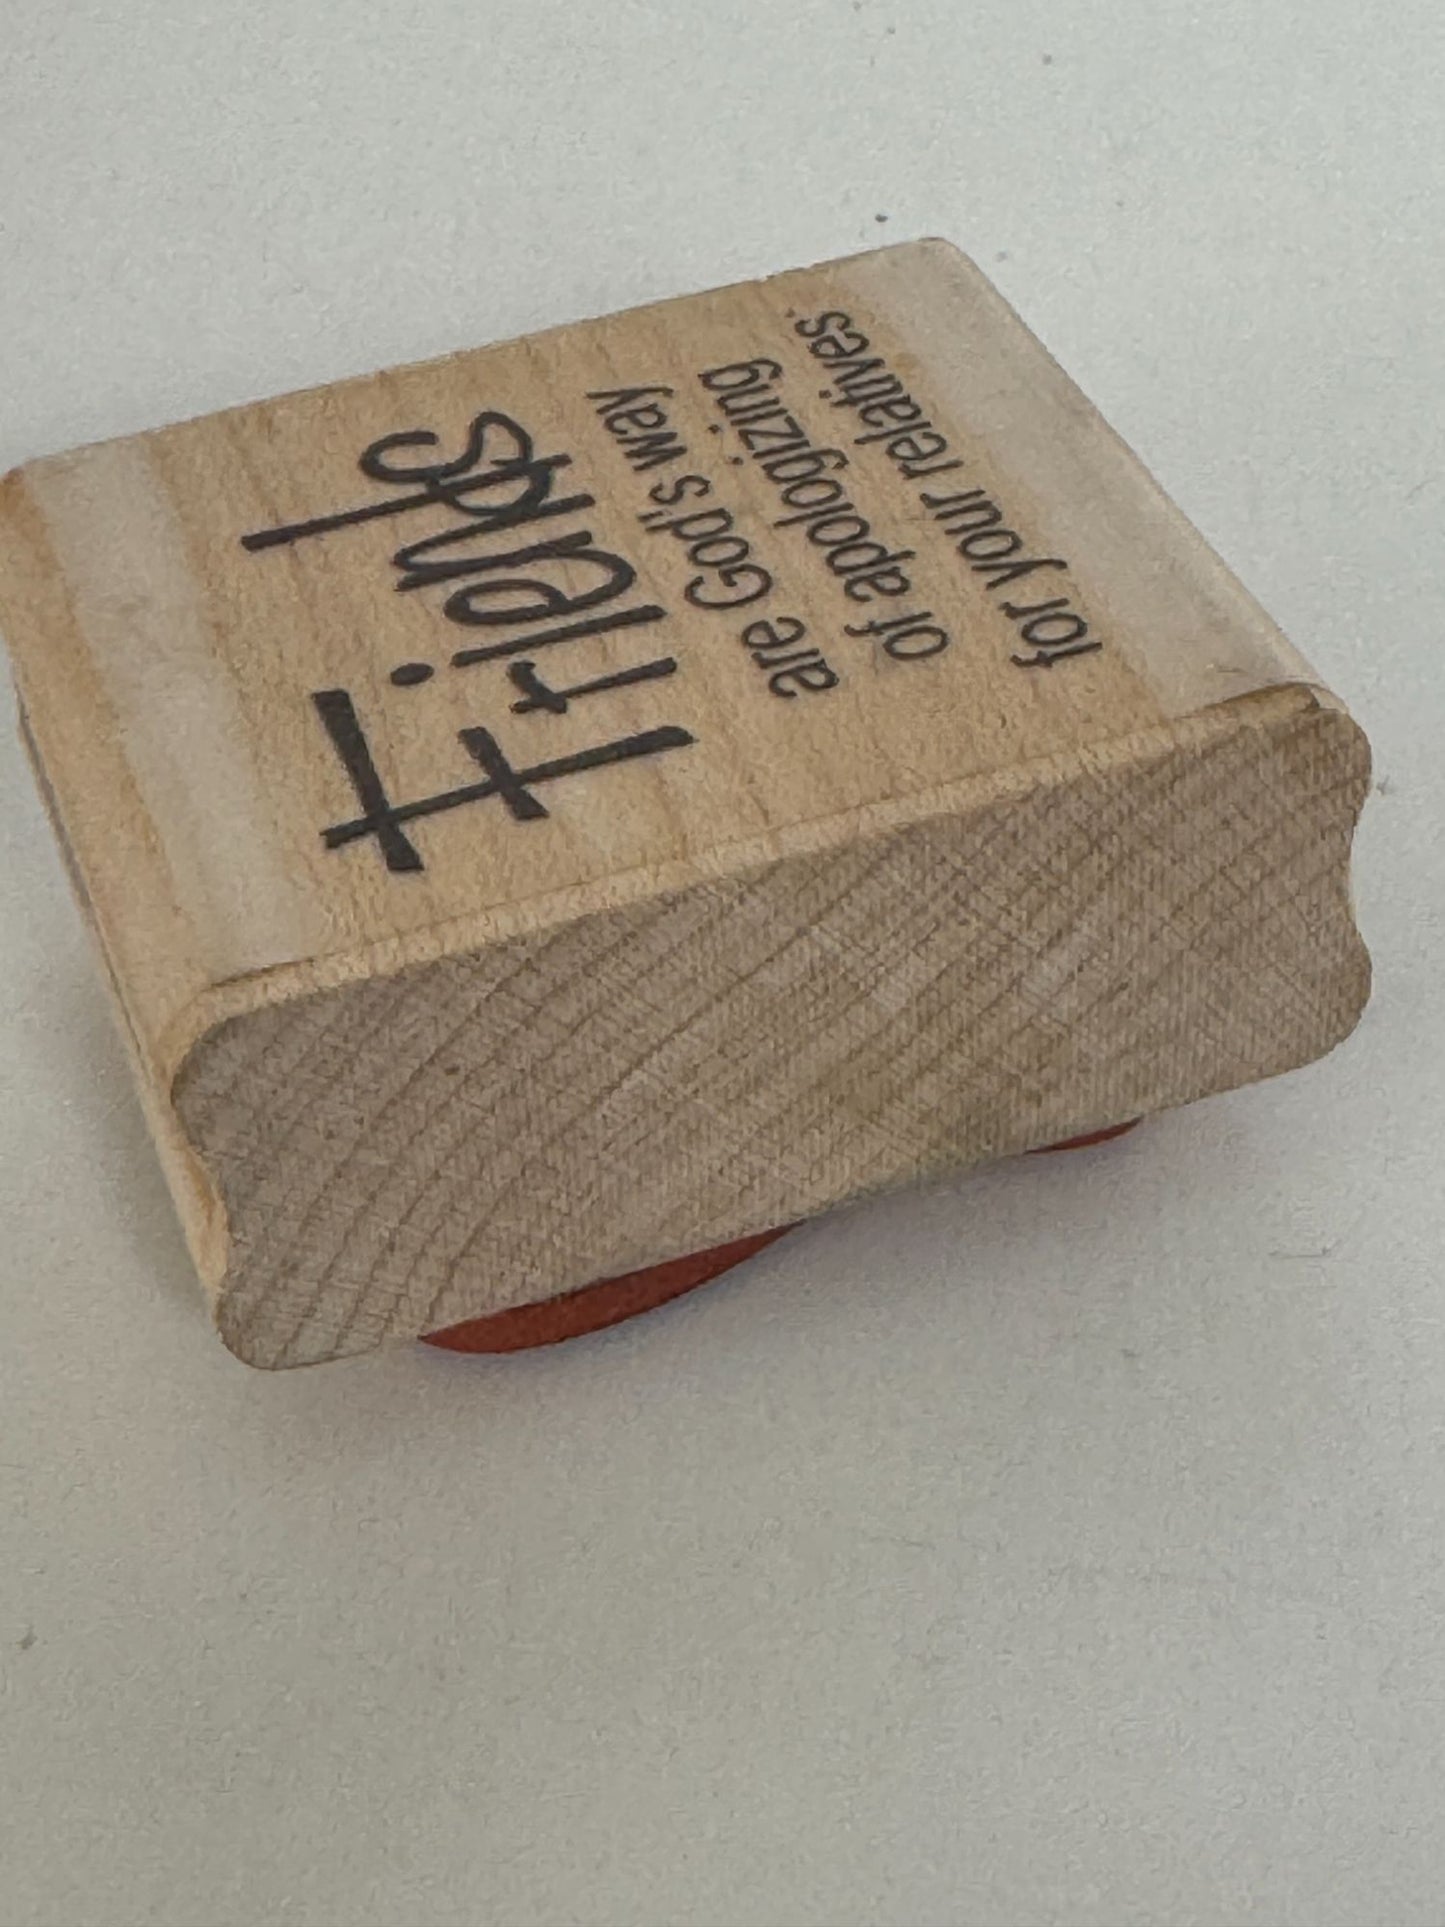 Friends
are God's way
of apologizing
for your relatives.